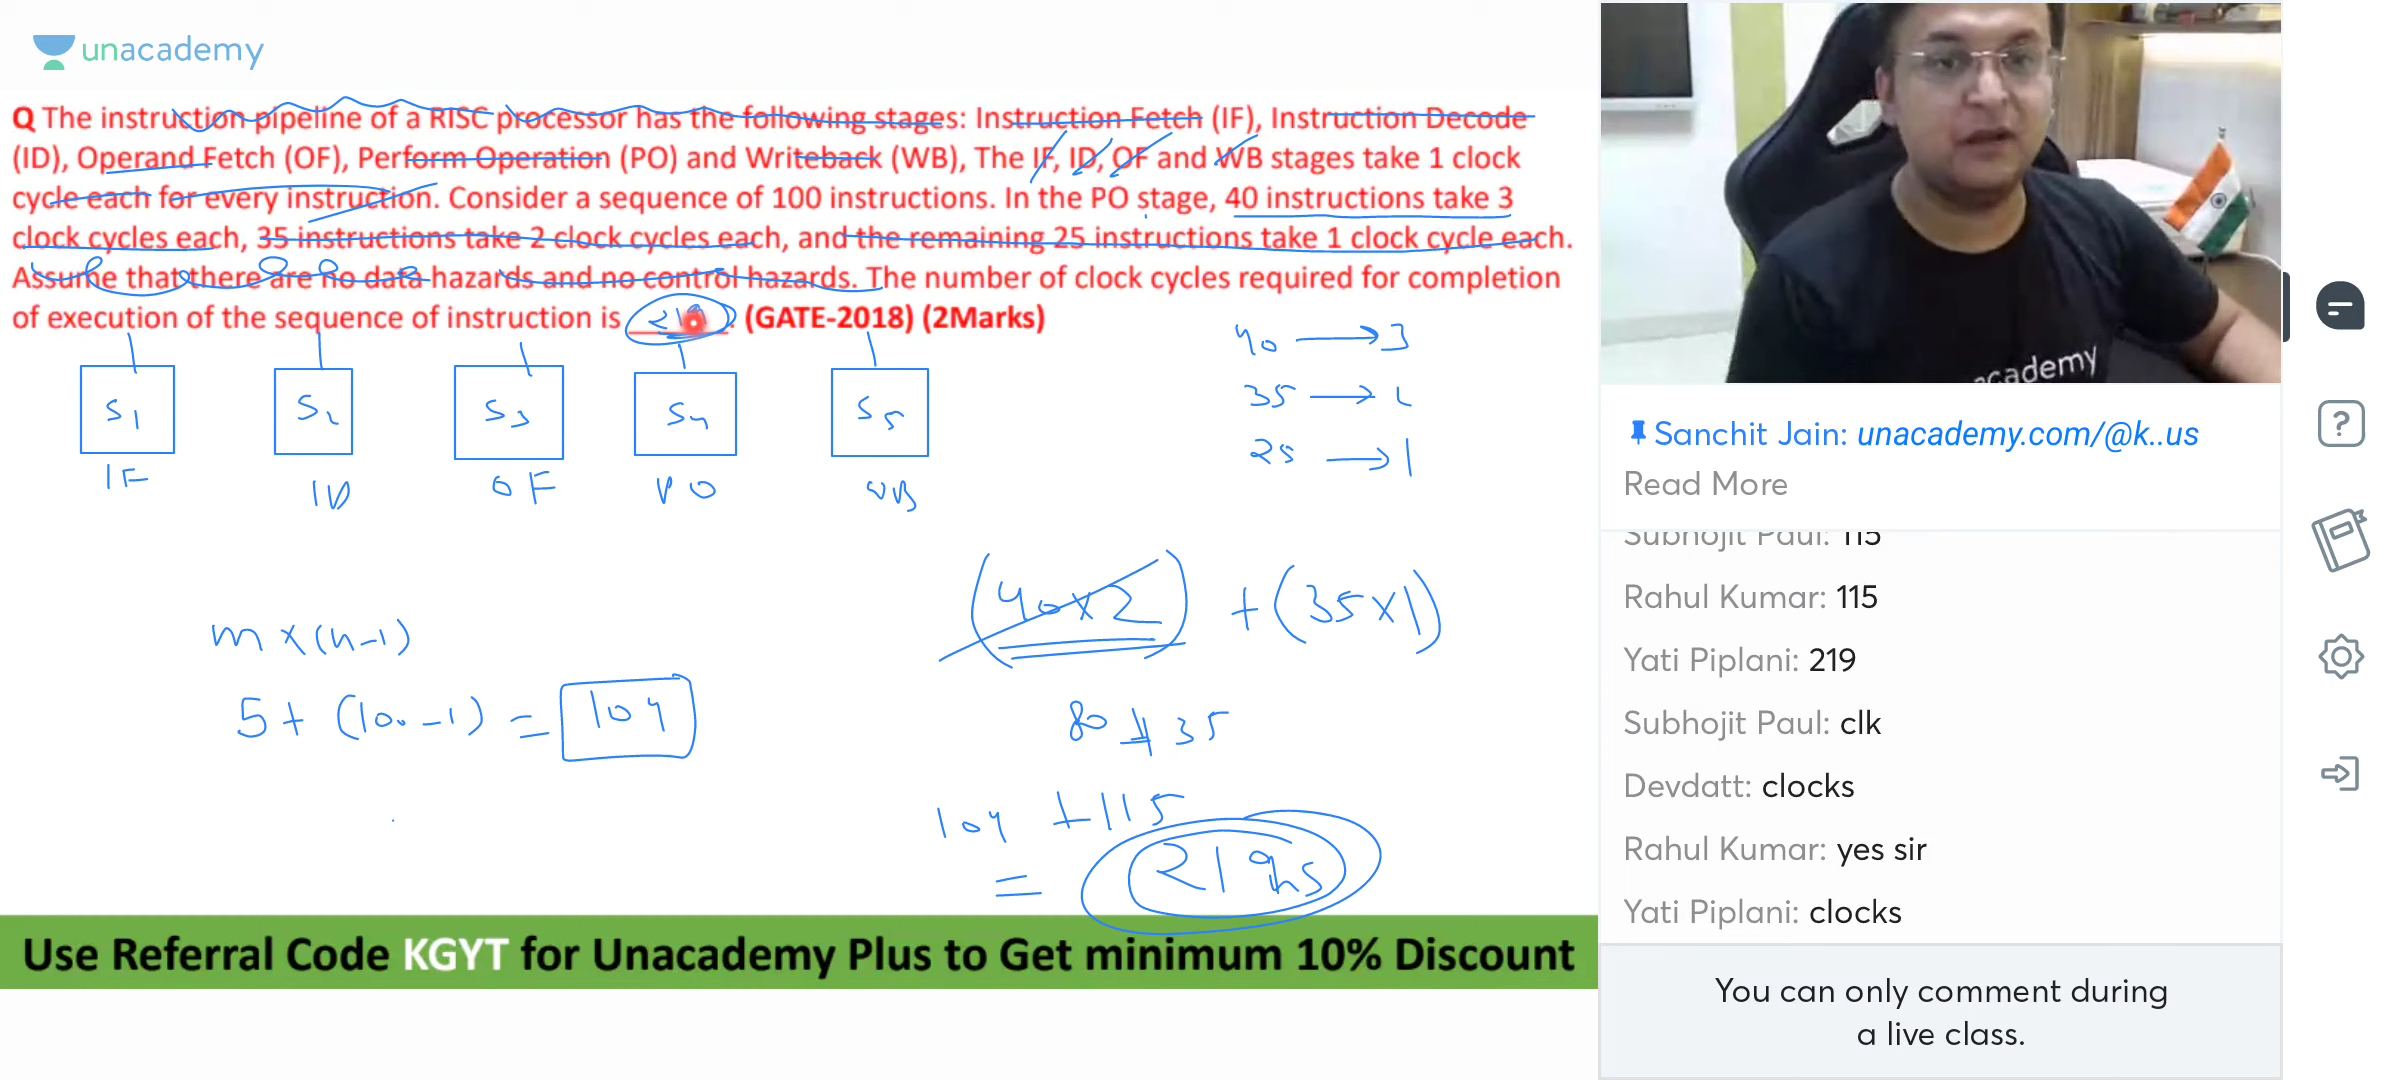 unacademy
Q The instruction pipeline of a RISC processor has the following stages: Instruction Fetch (IF), Instruction Decode
(ID), Operand Fetch (OF), Perform Operation (PO) and Writeback (WB), The IF, ID, OF and WB stages take 1 clock
cycle each for every instruction. Consider a sequence of 100 instructions. In the PO stage, 40 instructions take 3
clock cycles each, 35 instructions take 2 clock cycles each, and the remaining 25 instructions take 1 clock cycle each.
Assume that there are no data hazards and no control hazards. The number of clock cycles required for completion
of execution of the sequence of instruction is 219. (GATE-2018) (2Marks)
S1 S2 S3 S4 S5
IF ID OF PO WB
40 → 3
35 → 2
25 → 1
(40 x 2) + (35 x 1)
m x (n-1)
5 + (100 - 1) = 104
80 + 35
104 + 115
= 219 ns
Use Referral Code KGYT for Unacademy Plus to Get minimum 10% Discount
academy
Sanchit Jain: unacademy.com/@k..us
Read More
Subhojit Paul: 115
Rahul Kumar: 115
Yati Piplani: 219
Subhojit Paul: clk
Devdatt: clocks
Rahul Kumar: yes sir
Yati Piplani: clocks
You can only comment during
a live class.